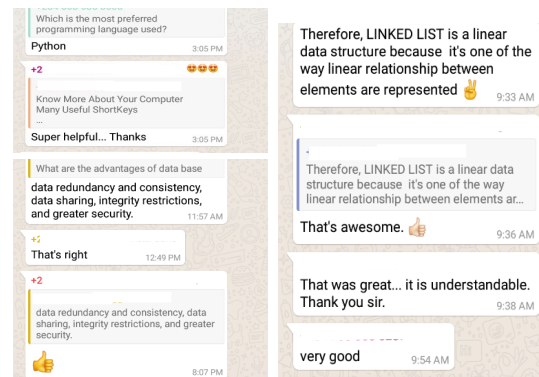 Which is the most preferred
programming language used?
Python
3:05 PM
+2 😍😍😍
Know More About Your Computer
Many Useful ShortKeys
...
Super helpful... Thanks
3:05 PM
What are the advantages of data base
data redundancy and consistency,
data sharing, integrity restrictions,
and greater security.
11:57 AM
That's right
12:49 PM
+2
data redundancy and consistency, data
sharing, integrity restrictions, and greater
security.
👍
8:07 PM
Therefore, LINKED LIST is a linear
data structure because it's one of the
way linear relationship between
elements are represented ✌
9:33 AM
Therefore, LINKED LIST is a linear data
structure because it's one of the way
linear relationship between elements ar...
That's awesome. 👍
9:36 AM
That was great... it is understandable.
Thank you sir.
9:38 AM
very good
9:54 AM